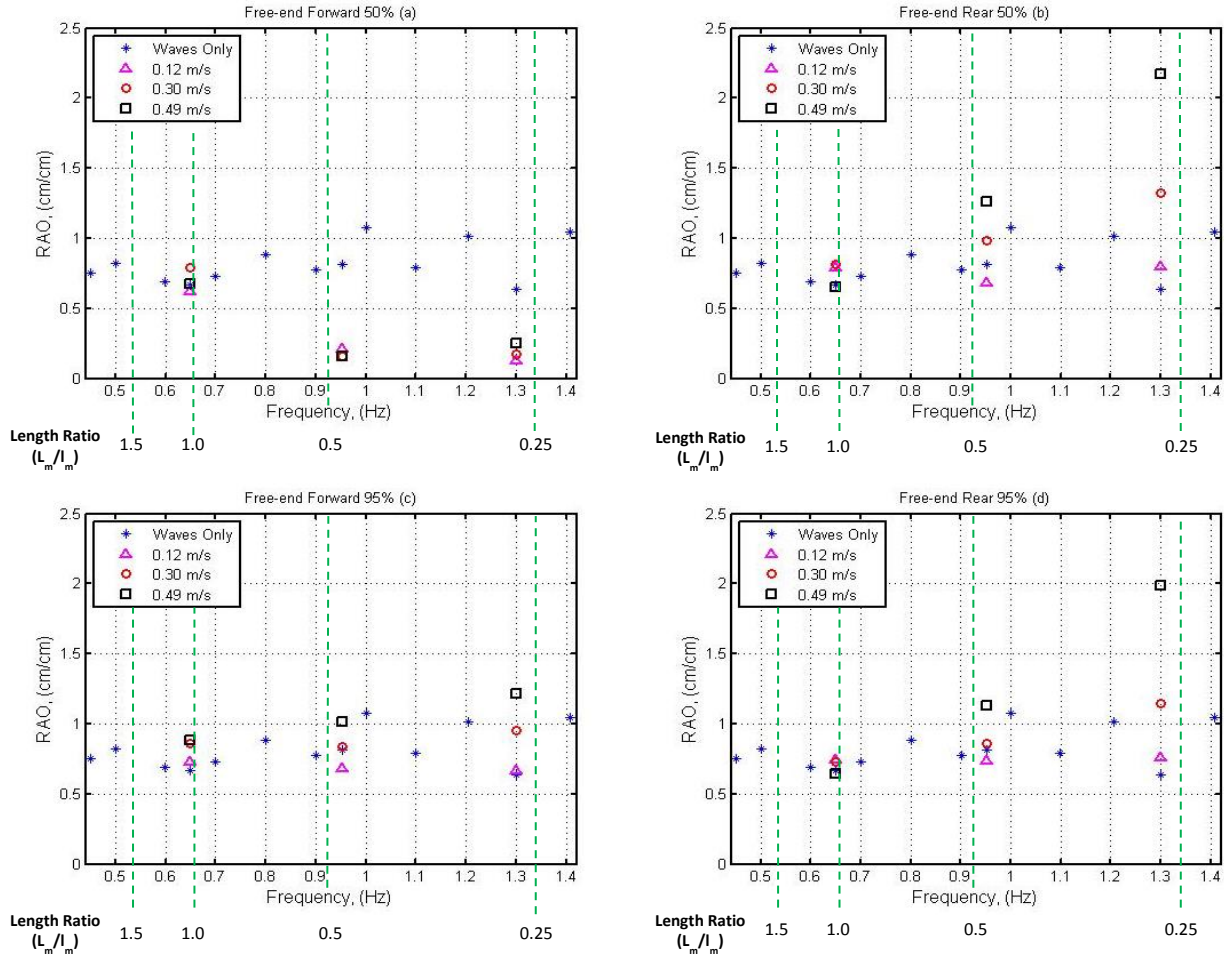 Free-end Forward 50% (a)
2.5
2
1.5
1
0.5
0
RAO, (cm/cm)
Waves Only
0.12 m/s
0.30 m/s
0.49 m/s
0.5 0.6 0.7 0.8 0.9 1 1.1 1.2 1.3 1.4
Frequency, (Hz)
Length Ratio
(L_m/l_m)
1.5 1.0 0.5 0.25
Free-end Rear 50% (b)
2.5
2
1.5
1
0.5
0
RAO, (cm/cm)
Waves Only
0.12 m/s
0.30 m/s
0.49 m/s
0.5 0.6 0.7 0.8 0.9 1 1.1 1.2 1.3 1.4
Frequency, (Hz)
Length Ratio
(L_m/l_m)
1.5 1.0 0.5 0.25
Free-end Forward 95% (c)
2.5
2
1.5
1
0.5
0
RAO, (cm/cm)
Waves Only
0.12 m/s
0.30 m/s
0.49 m/s
0.5 0.6 0.7 0.8 0.9 1 1.1 1.2 1.3 1.4
Frequency, (Hz)
Length Ratio
(L_m/l_m)
1.5 1.0 0.5 0.25
Free-end Rear 95% (d)
2.5
2
1.5
1
0.5
0
RAO, (cm/cm)
Waves Only
0.12 m/s
0.30 m/s
0.49 m/s
0.5 0.6 0.7 0.8 0.9 1 1.1 1.2 1.3 1.4
Frequency, (Hz)
Length Ratio
(L_m/l_m)
1.5 1.0 0.5 0.25